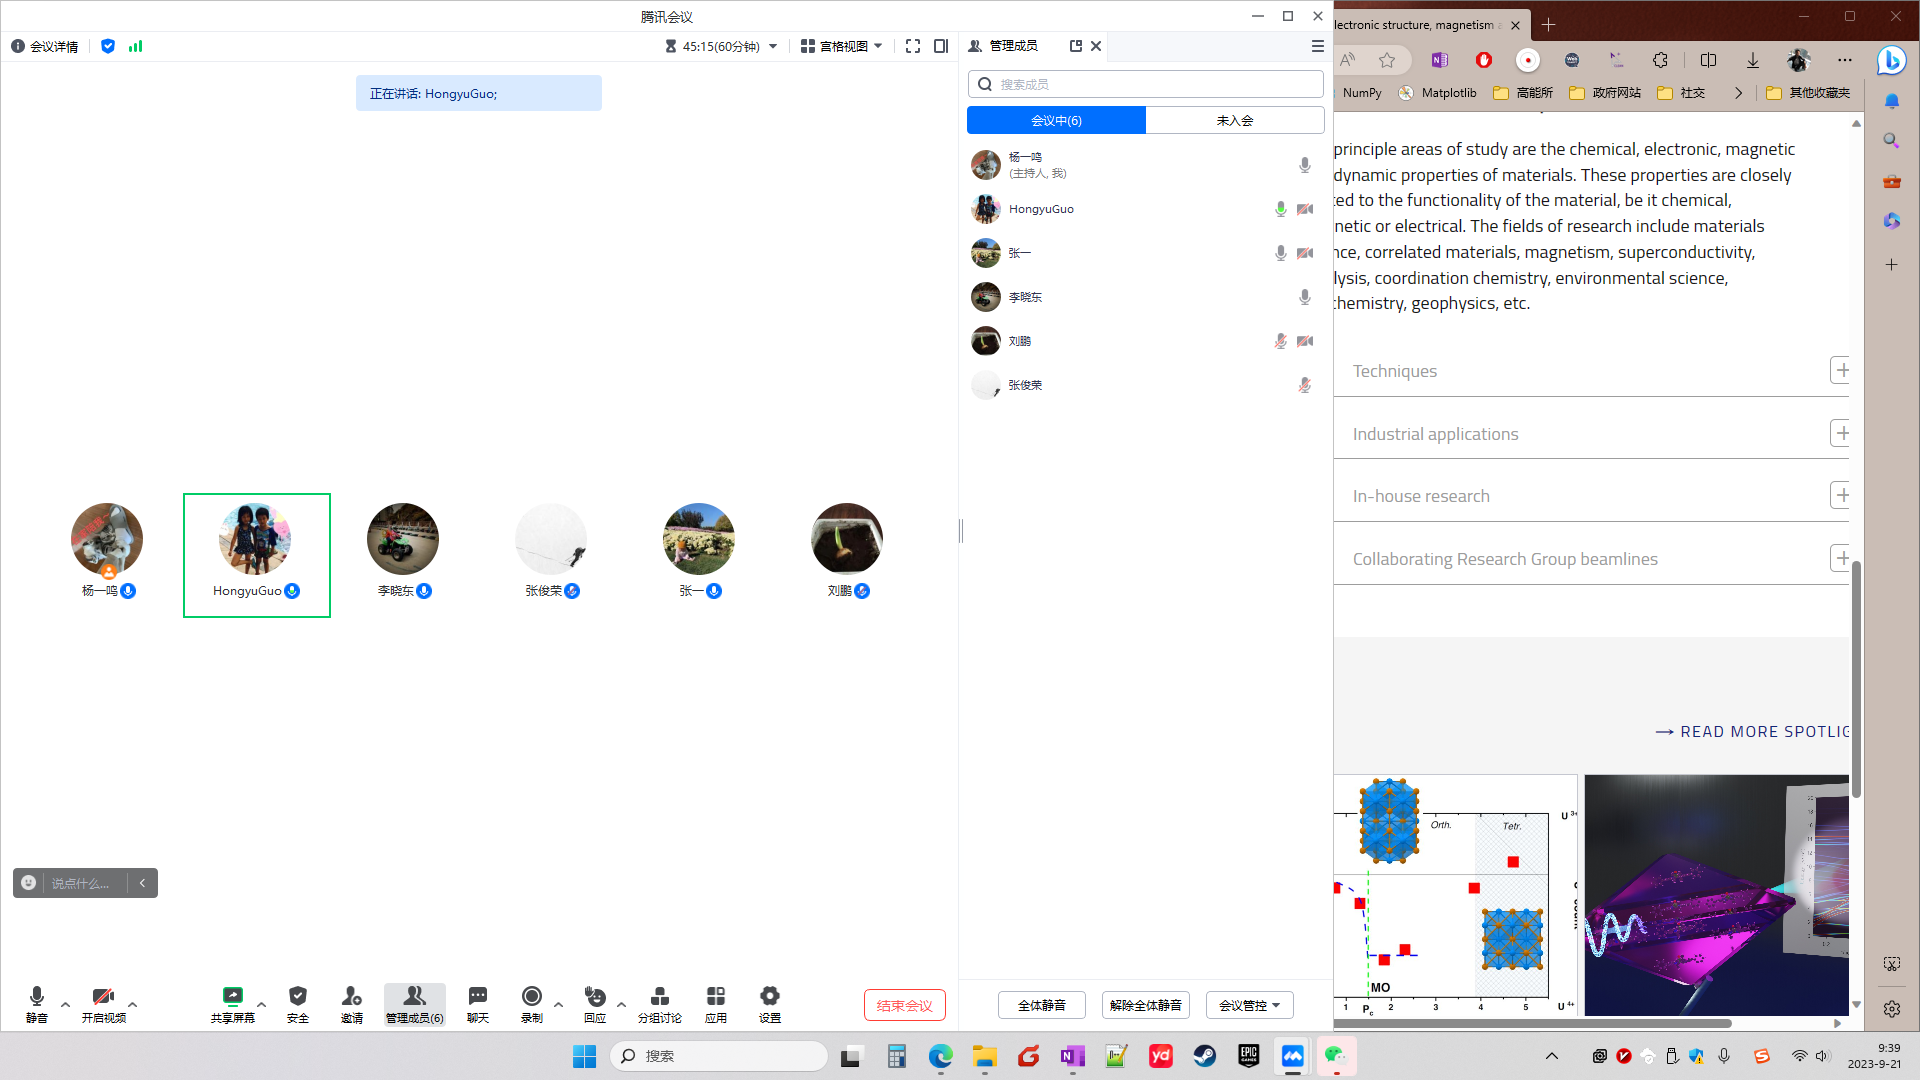 腾讯会议
会议详情
45:15(60分钟)
宫格视图
正在讲话: HongyuGuo;
杨一鸣
HongyuGuo
李晓东
张俊荣
张一
刘鹏
说点什么...
静音
开启视频
共享屏幕
安全
邀请
管理成员(6)
聊天
录制
回应
分组讨论
应用
设置
结束会议
管理成员
搜索成员
会议中(6)
未入会
杨一鸣
(主持人, 我)
HongyuGuo
张一
李晓东
刘鹏
张俊荣
全体静音
解除全体静音
会议管控
lectronic structure, magnetism
NumPy
Matplotlib
高能所
政府网站
社交
其他收藏夹
principle areas of study are the chemical, electronic, magnetic
dynamic properties of materials. These properties are closely
ed to the functionality of the material, be it chemical,
netic or electrical. The fields of research include materials
nce, correlated materials, magnetism, superconductivity,
lysis, coordination chemistry, environmental science,
chemistry, geophysics, etc.
Techniques
Industrial applications
In-house research
Collaborating Research Group beamlines
→ READ MORE SPOTLIG
Orth.
Tetr.
U 3+
MO
1 Pc 2 3 4 5 U 4+
搜索
9:39
2023-9-21